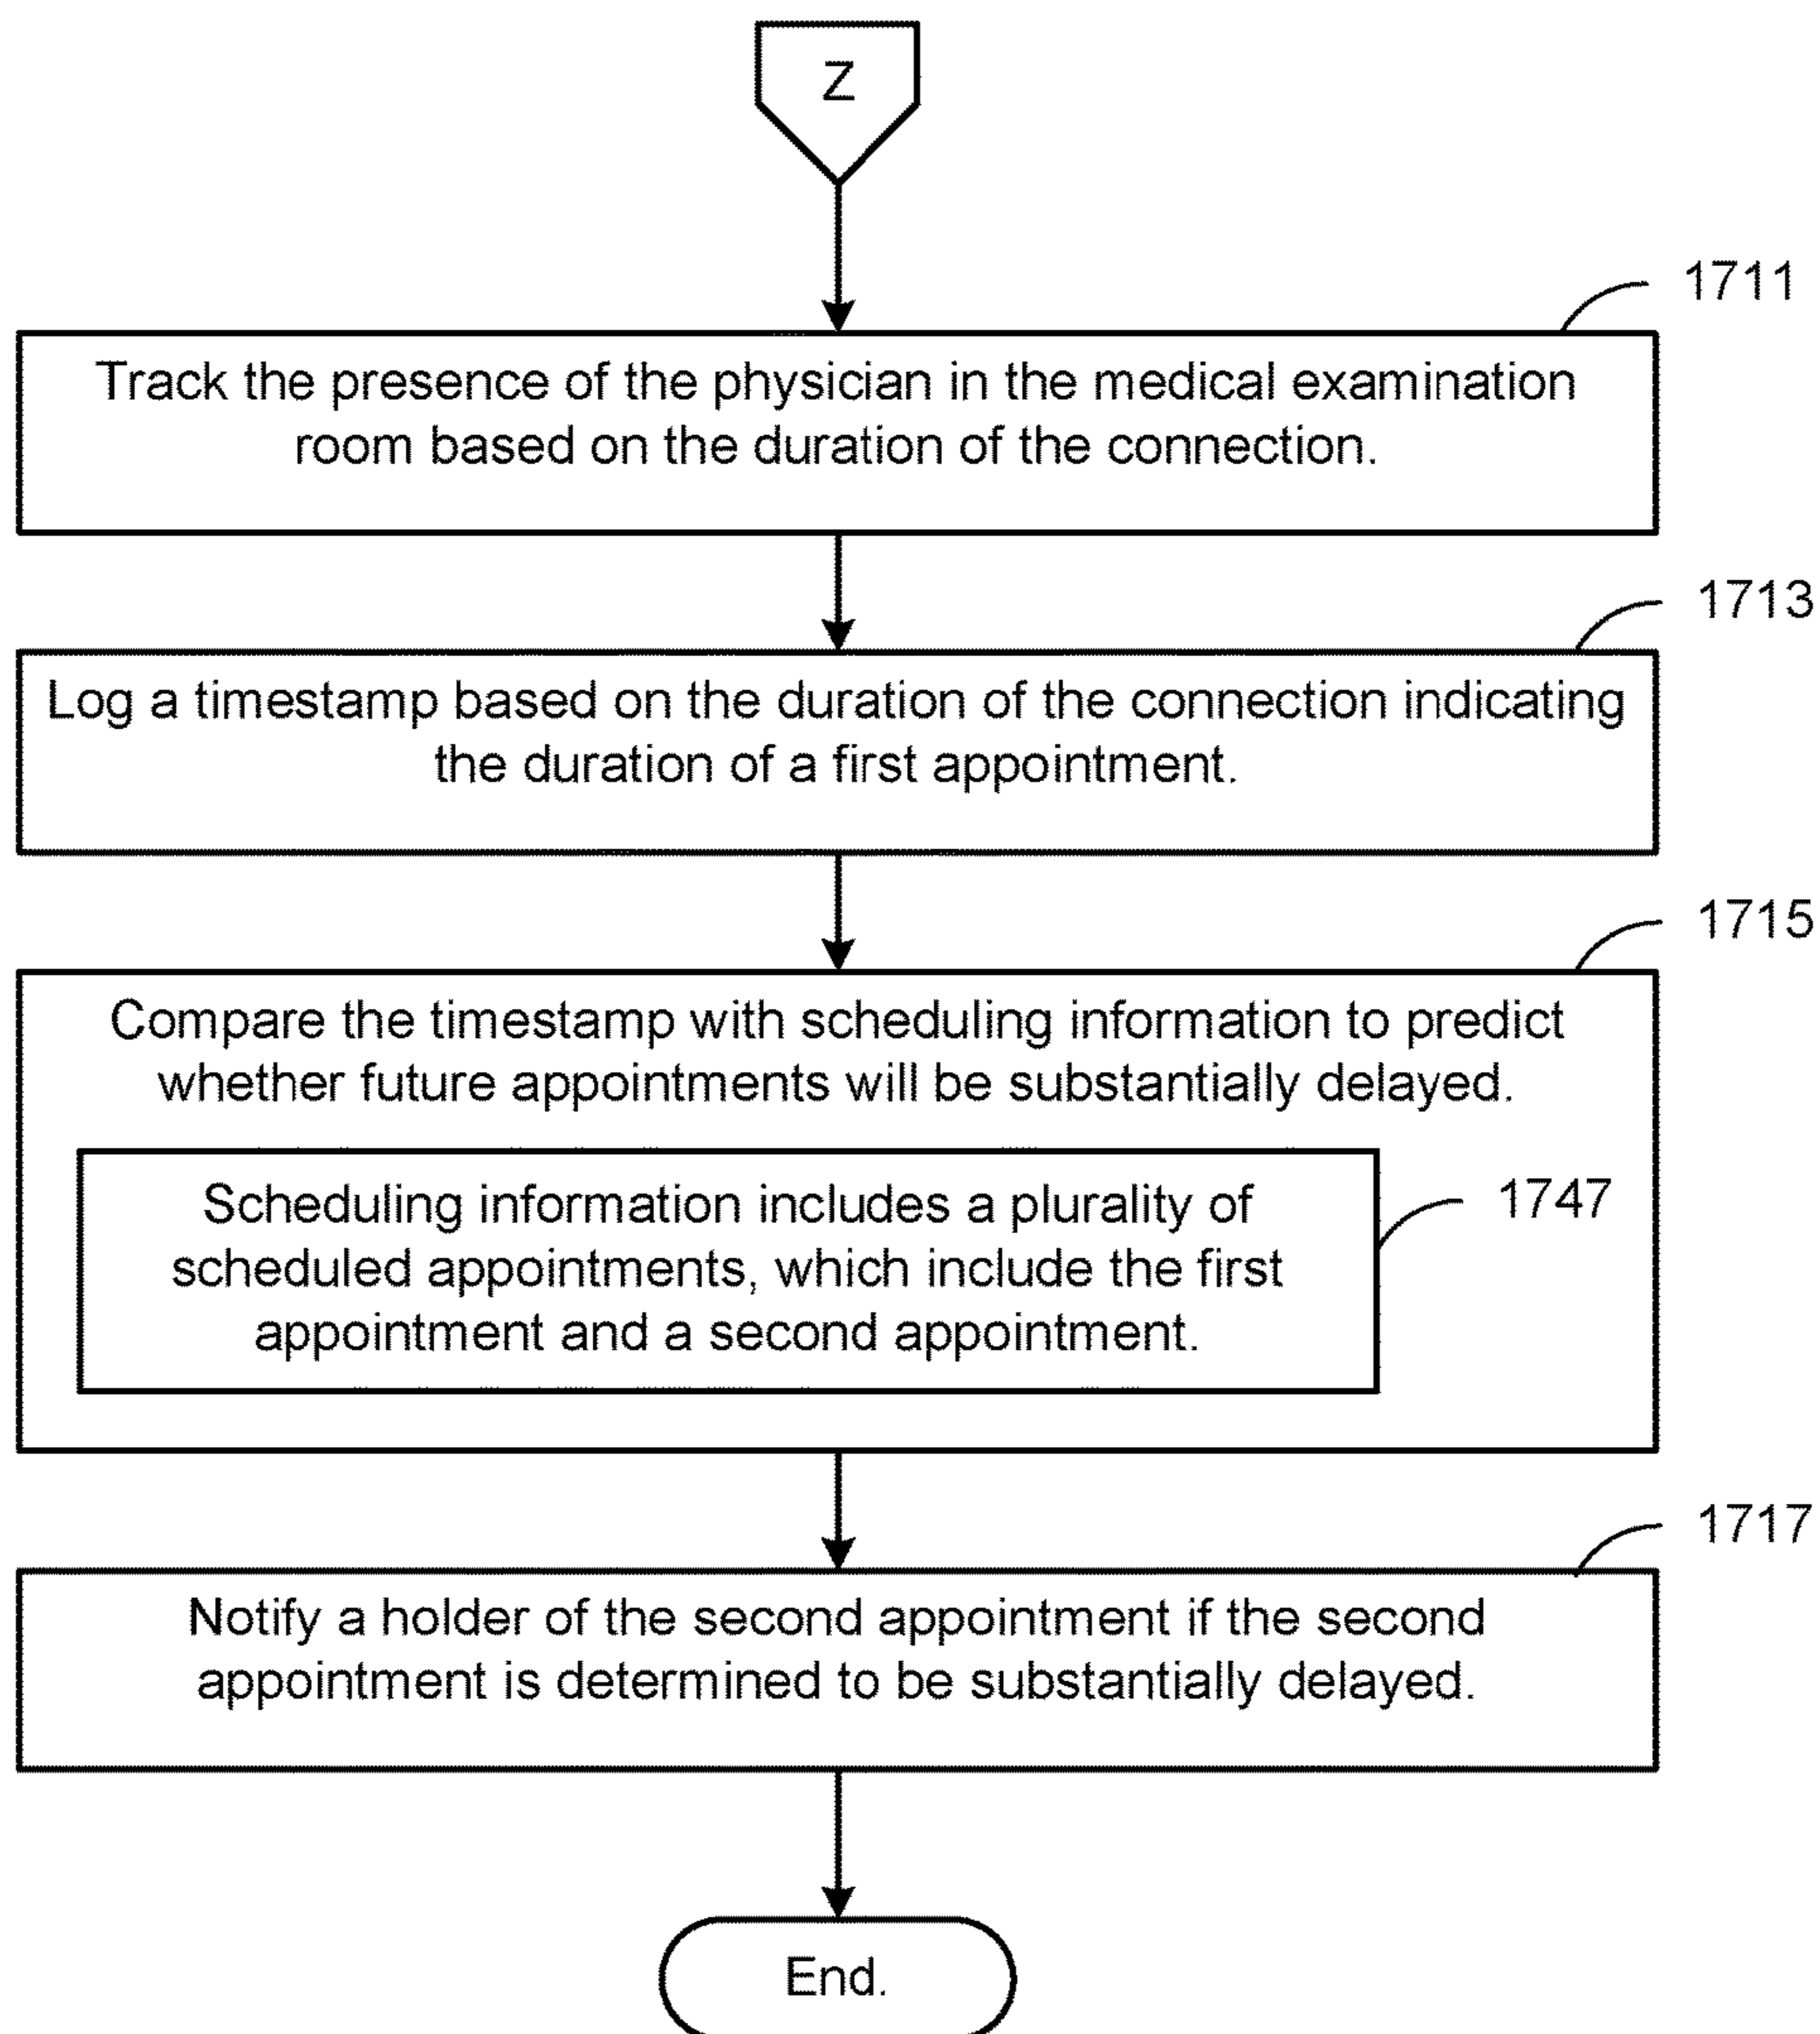 Z
1711
Track the presence of the physician in the medical examination
room based on the duration of the connection.
1713
Log a timestamp based on the duration of the connection indicating
the duration of a first appointment.
1715
Compare the timestamp with scheduling information to predict
whether future appointments will be substantially delayed.
Scheduling information includes a plurality of
scheduled appointments, which include the first
appointment and a second appointment.
1747
1717
Notify a holder of the second appointment if the second
appointment is determined to be substantially delayed.
End.